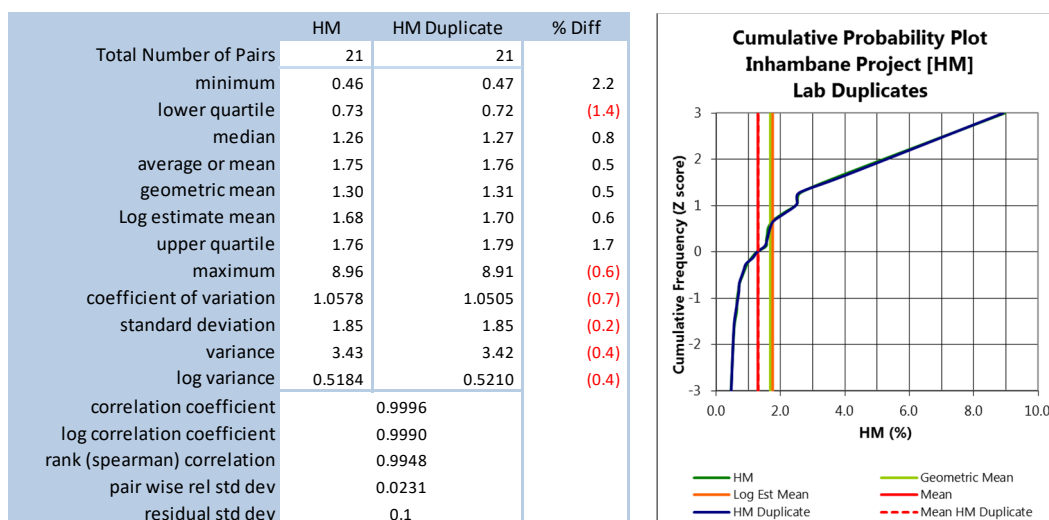 HM HM Duplicate % Diff
Total Number of Pairs 21 21
minimum 0.46 0.47 2.2
lower quartile 0.73 0.72 (1.4)
median 1.26 1.27 0.8
average or mean 1.75 1.76 0.5
geometric mean 1.30 1.31 0.5
Log estimate mean 1.68 1.70 0.6
upper quartile 1.76 1.79 1.7
maximum 8.96 8.91 (0.6)
coefficient of variation 1.0578 1.0505 (0.7)
standard deviation 1.85 1.85 (0.2)
variance 3.43 3.42 (0.4)
log variance 0.5184 0.5210 (0.4)
correlation coefficient 0.9996
log correlation coefficient 0.9990
rank (spearman) correlation 0.9948
pair wise rel std dev 0.0231
residual std dev 0.1
Cumulative Probability Plot
Inhambane Project [HM]
Lab Duplicates
Cumulative Frequency (Z score)
3
2
1
0
-1
-2
-3
0.0 2.0 4.0 6.0 8.0 10.0
HM (%)
HM Geometric Mean
Log Est Mean Mean
HM Duplicate Mean HM Duplicate